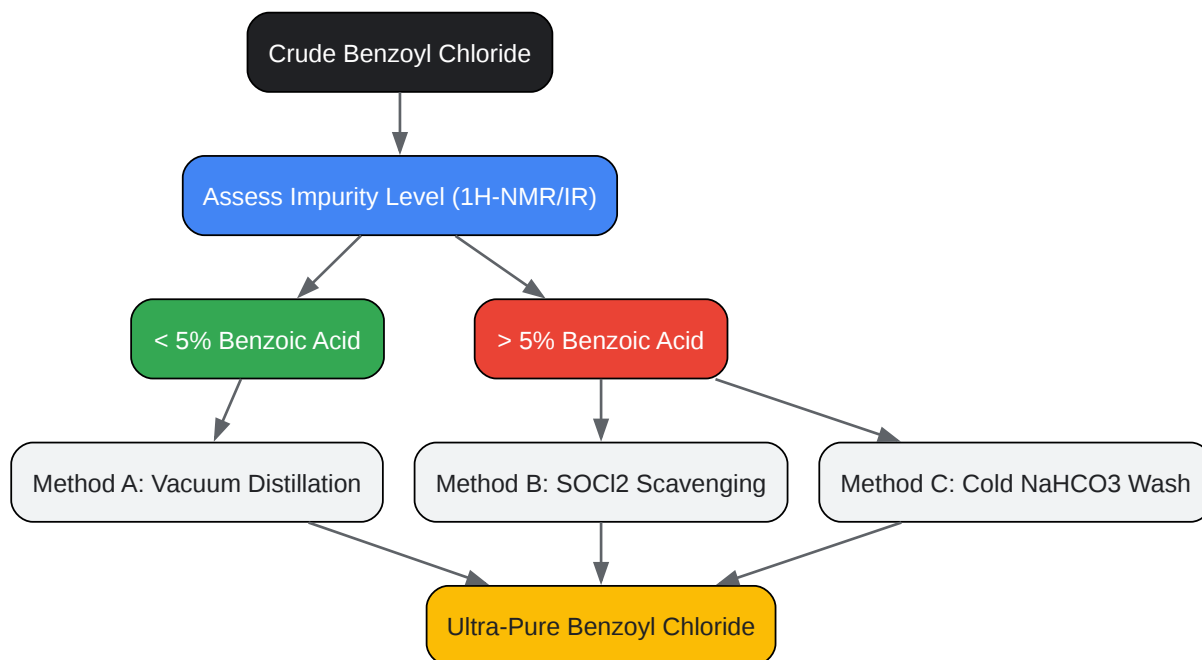 Crude Benzoyl Chloride
Assess Impurity Level (1H-NMR/IR)
< 5% Benzoic Acid
> 5% Benzoic Acid
Method A: Vacuum Distillation
Method B: SOCl2 Scavenging
Method C: Cold NaHCO3 Wash
Ultra-Pure Benzoyl Chloride